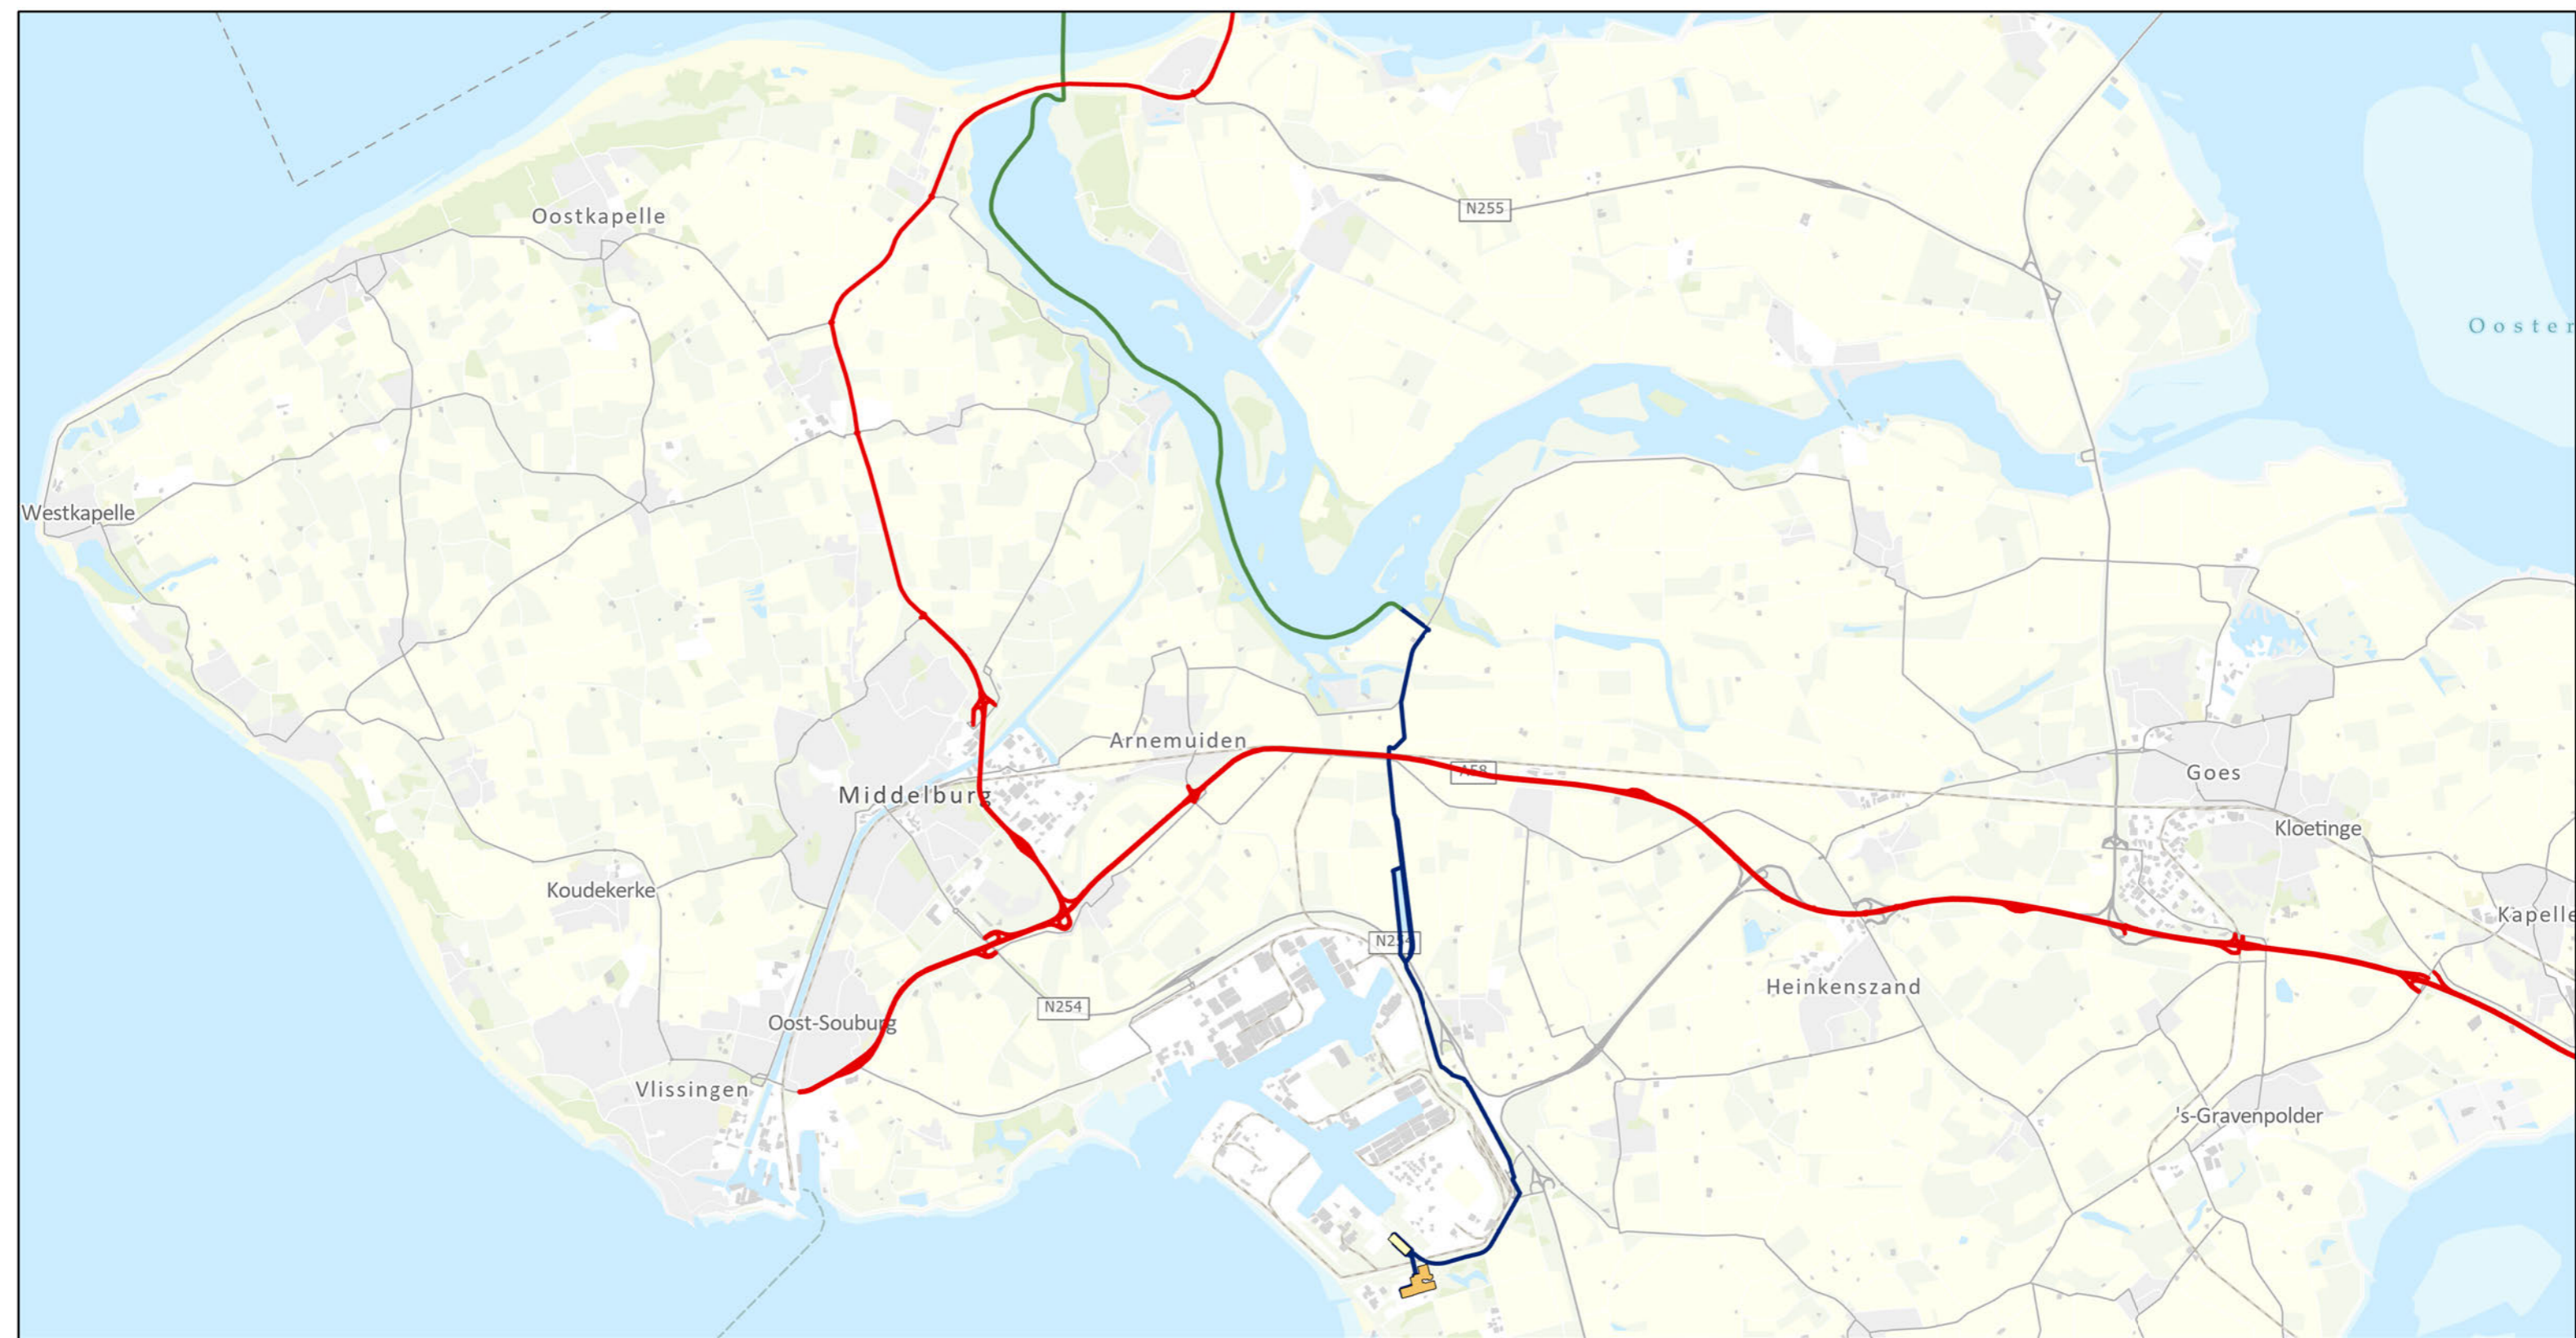 Oostkapelle
N255
Ooster
Westkapelle
Arnemuiden
A58
Goes
Middelburg
Kloetinge
Koudekerke
Kapelle
N254
Heinkenszand
N254
Oost-Souburg
Vlissingen
's-Gravenpolder